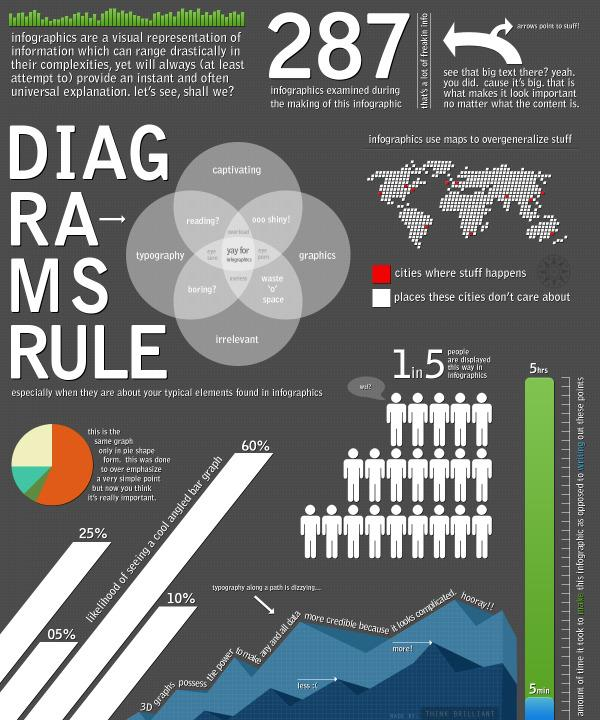 infographics are a visual representation of
information which can range drastically in
their complexities, yet will always (at least
attempt to) provide an instant and often
universal explanation. let's see, shall we?
287
infographics examined during
the making of this infographic
that's a lot of freakin info
arrows point to stuff!
see that big text there? yeah.
you did. cause it's big. that is
what makes it look important
no matter what the content is.
DIAG
RA
MS
RULE
captivating
reading?
ooo shiny!
overload
typography
yay for
infographics
graphics
boring?
waste
'o'
space
irrelevant
especially when they are about your typical elements found in infographics
infographics use maps to overgeneralize stuff
cities where stuff happens
places these cities don't care about
1 in 5
people
are displayed
this way in
infographics
wtf?
5hrs
5min
amount of time it took to make this infographic as opposed to writing out these points
this is the
same graph
only in pie shape
form. this was done
to over emphasize
a very simple point
but now you think
it's really important.
60%
25%
10%
05%
likelihood of seeing a cool angled bar graph
typography along a path is dizzying...
3D graphs possess the power to make any and all data more credible because it looks complicated. hooray!!
more!
less :(
MADE BY
THINK BRILLIANT